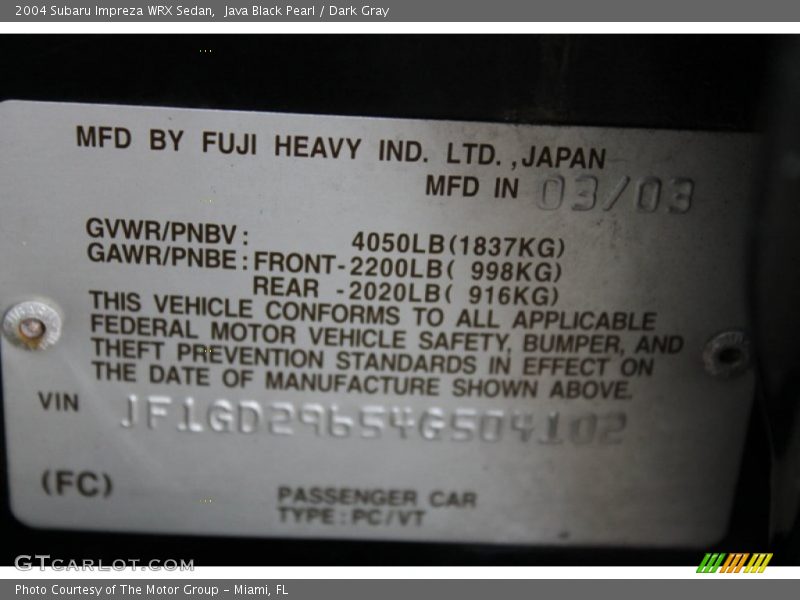 2004 Subaru Impreza WRX Sedan,  Java Black Pearl / Dark Gray
MFD BY FUJI HEAVY IND. LTD.,JAPAN
MFD IN 03/03
GVWR/PNBV: 4050LB(1837KG)
GAWR/PNBE:FRONT-2200LB( 998KG)
REAR -2020LB( 916KG)
THIS VEHICLE CONFORMS TO ALL APPLICABLE
FEDERAL MOTOR VEHICLE SAFETY, BUMPER, AND
THEFT PREVENTION STANDARDS IN EFFECT ON
THE DATE OF MANUFACTURE SHOWN ABOVE.
VIN JF1GD29654G504102
(FC)
PASSENGER CAR
TYPE:PC/VT
GTCARLOT.COM
Photo Courtesy of The Motor Group - Miami, FL